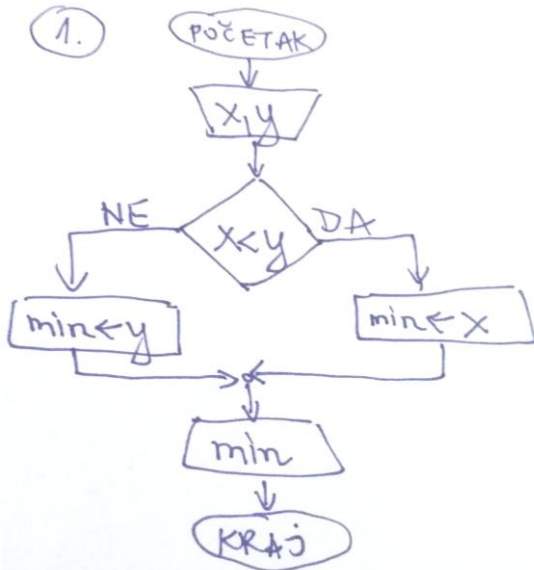 1.
POČETAK
x, y
NE
DA
x<y
min←y
min←x
min
KRAJ